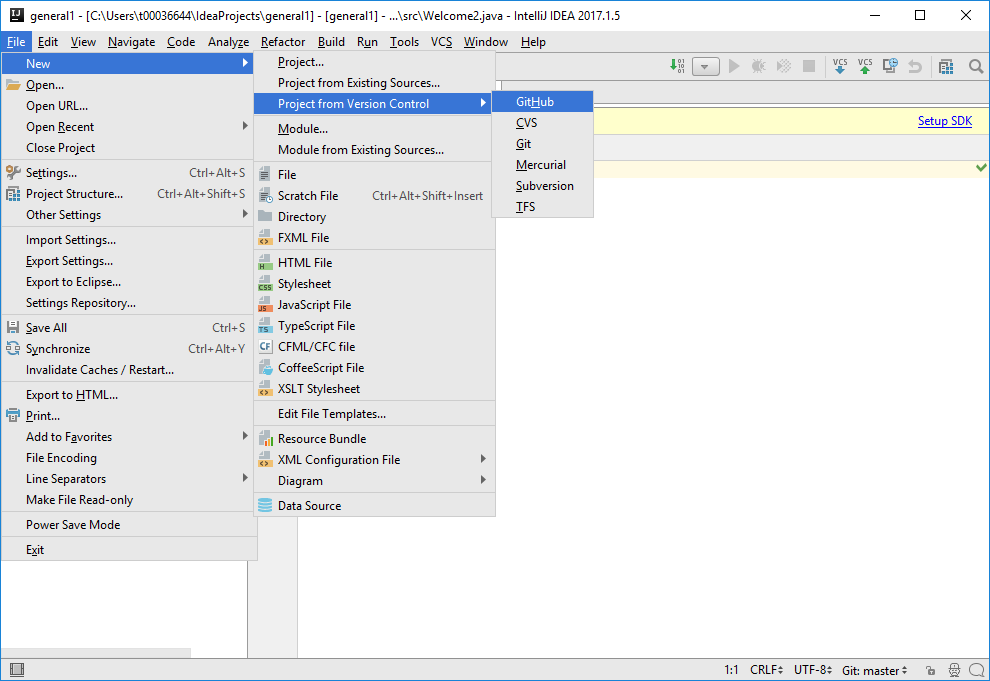 general1 - [C:\Users\t00036644\IdeaProjects\general1] - [general1] - ...\src\Welcome2.java - IntelliJ IDEA 2017.1.5
File Edit View Navigate Code Analyze Refactor Build Run Tools VCS Window Help
New
Open...
Open URL...
Open Recent
Close Project
Settings... Ctrl+Alt+S
Project Structure... Ctrl+Alt+Shift+S
Other Settings
Import Settings...
Export Settings...
Export to Eclipse...
Settings Repository...
Save All Ctrl+S
Synchronize Ctrl+Alt+Y
Invalidate Caches / Restart...
Export to HTML...
Print...
Add to Favorites
File Encoding
Line Separators
Make File Read-only
Power Save Mode
Exit
Project...
Project from Existing Sources...
Project from Version Control
Module...
Module from Existing Sources...
File
Scratch File Ctrl+Alt+Shift+Insert
Directory
FXML File
HTML File
Stylesheet
JavaScript File
TypeScript File
CFML/CFC file
CoffeeScript File
XSLT Stylesheet
Edit File Templates...
Resource Bundle
XML Configuration File
Diagram
Data Source
GitHub
CVS
Git
Mercurial
Subversion
TFS
VCS VCS
Setup SDK
1:1 CRLF UTF-8 Git: master